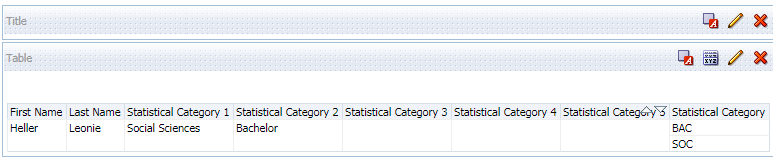 Title
Table
First Name Last Name Statistical Category 1 Statistical Category 2 Statistical Category 3 Statistical Category 4 Statistical Category 5 Statistical Category
Heller Leonie Social Sciences Bachelor BAC
SOC